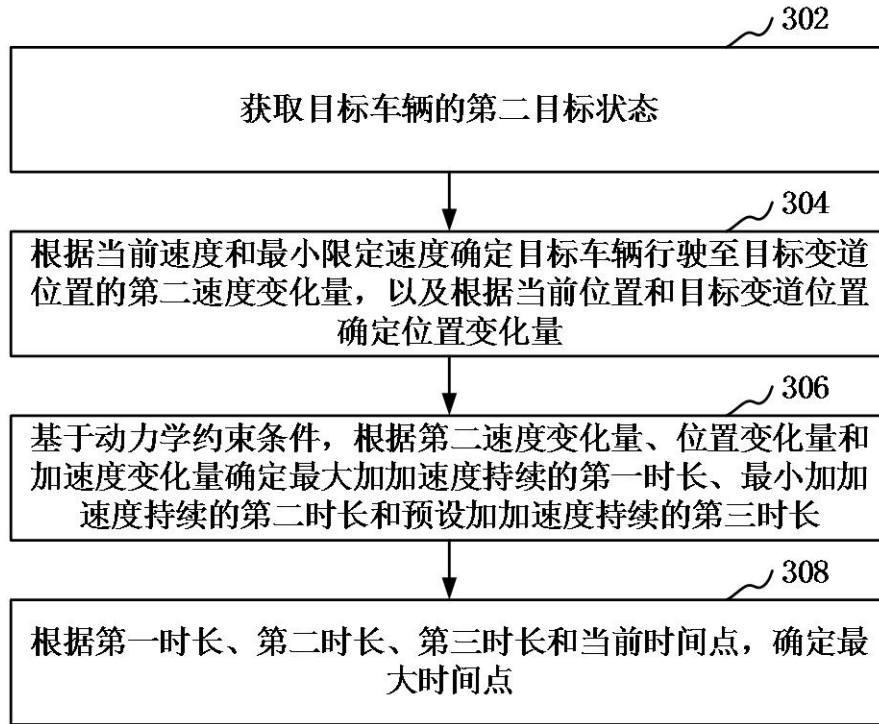 302
获取目标车辆的第二目标状态
304
根据当前速度和最小限定速度确定目标车辆行驶至目标变道
位置的第二速度变化量，以及根据当前位置和目标变道位置
确定位置变化量
306
基于动力学约束条件，根据第二速度变化量、位置变化量和
加速度变化量确定最大加加速度持续的第一时长、最小加加
速度持续的第二时长和预设加加速度持续的第三时长
308
根据第一时长、第二时长、第三时长和当前时间点，确定最
大时间点